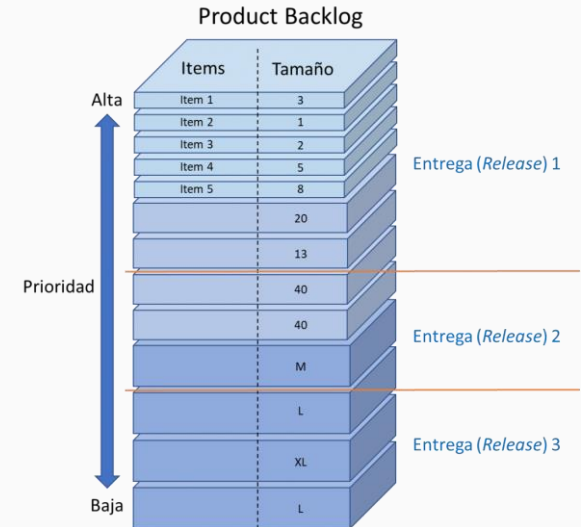 Product Backlog
Items Tamaño
Alta
Item 1 3
Item 2 1
Item 3 2
Item 4 5
Item 5 8
Entrega (Release) 1
20
13
Prioridad
40
40
Entrega (Release) 2
M
L
Entrega (Release) 3
XL
Baja
L